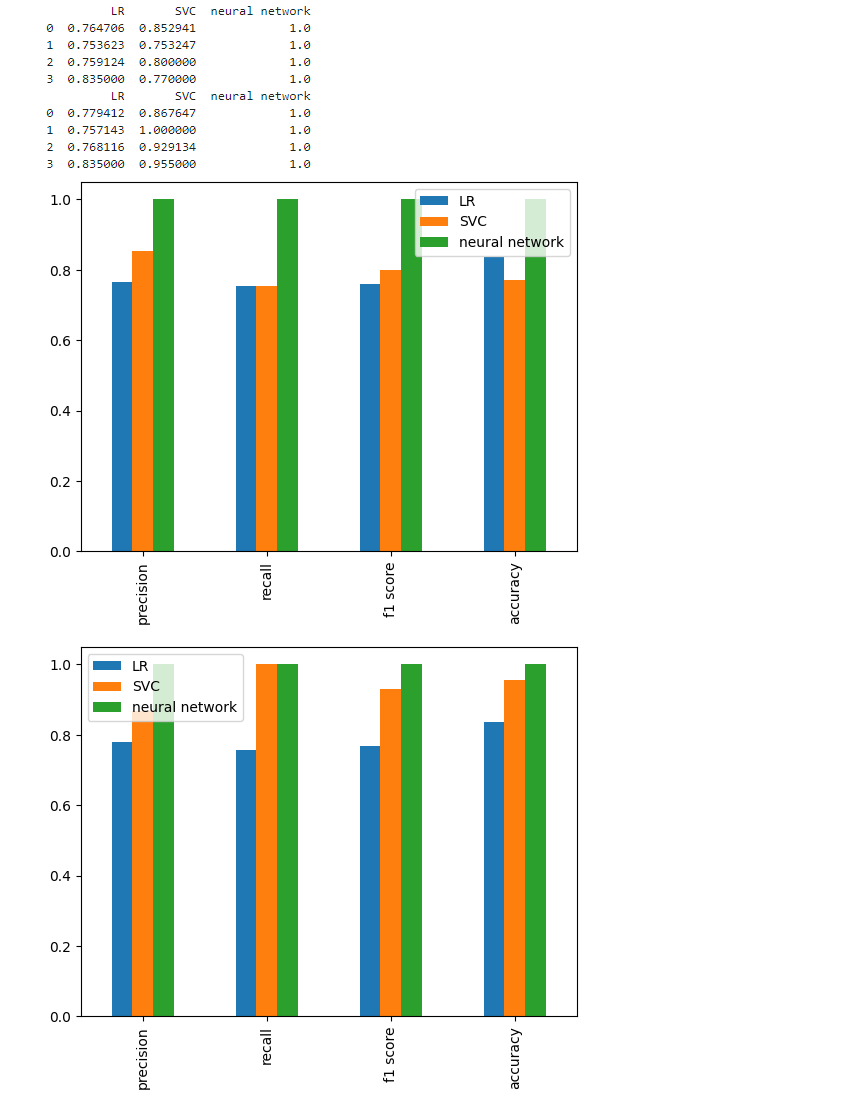 LR SVC neural network
0 0.764706 0.852941 1.0
1 0.753623 0.753247 1.0
2 0.759124 0.800000 1.0
3 0.835000 0.770000 1.0
LR SVC neural network
0 0.779412 0.867647 1.0
1 0.757143 1.000000 1.0
2 0.768116 0.929134 1.0
3 0.835000 0.955000 1.0
1.0
0.8
0.6
0.4
0.2
0.0
LR
SVC
neural network
precision
recall
f1 score
accuracy
1.0
0.8
0.6
0.4
0.2
0.0
LR
SVC
neural network
precision
recall
f1 score
accuracy